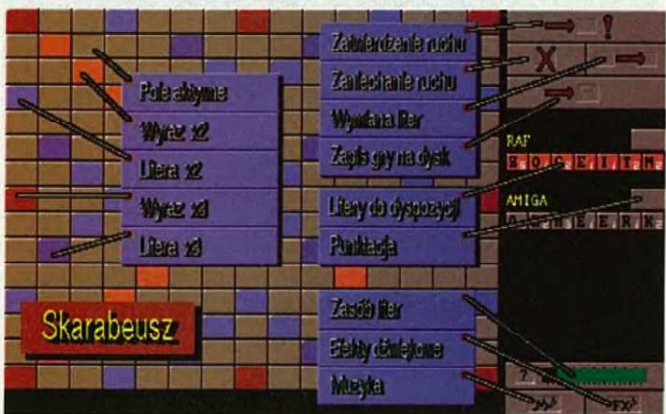 Pole aktywne
Wyraz x2
Litera x2
Wyraz x3
Litera x3
Skarabeusz
Zatwierdzenie ruchu
Zaniechanie ruchu
Wymiana liter
Zapis gry na dysk
Litery do dyspozycji
Punktacja
Zasób liter
Efekty dźwiękowe
Muzyka
!
X
RAF
AMIGA
?
FX